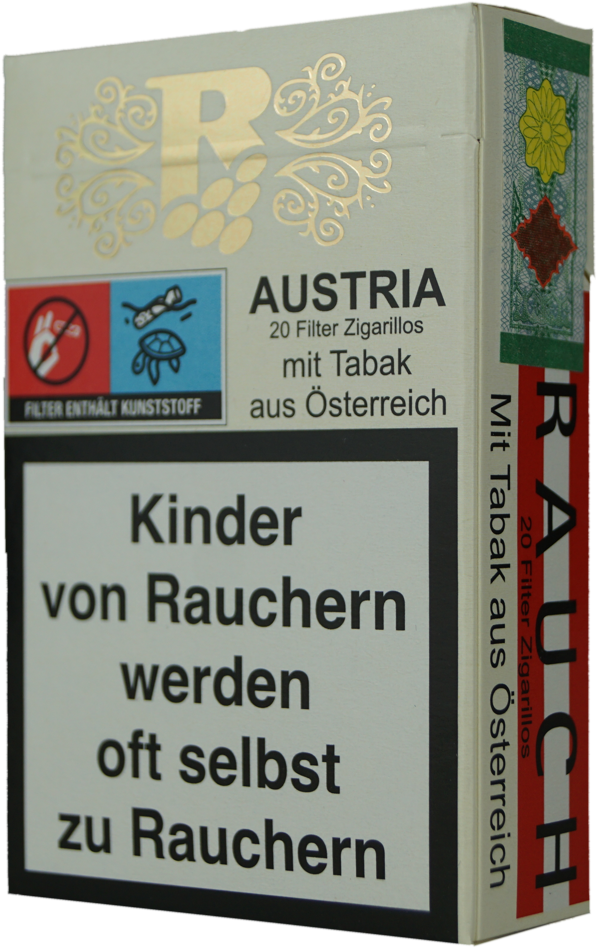 R
AUSTRIA
20 Filter Zigarillos
mit Tabak
aus Österreich
FILTER ENTHÄLT KUNSTSTOFF
Kinder
von Rauchern
werden
oft selbst
zu Rauchern
RAUCH
20 Filter Zigarillos
Mit Tabak aus Österreich